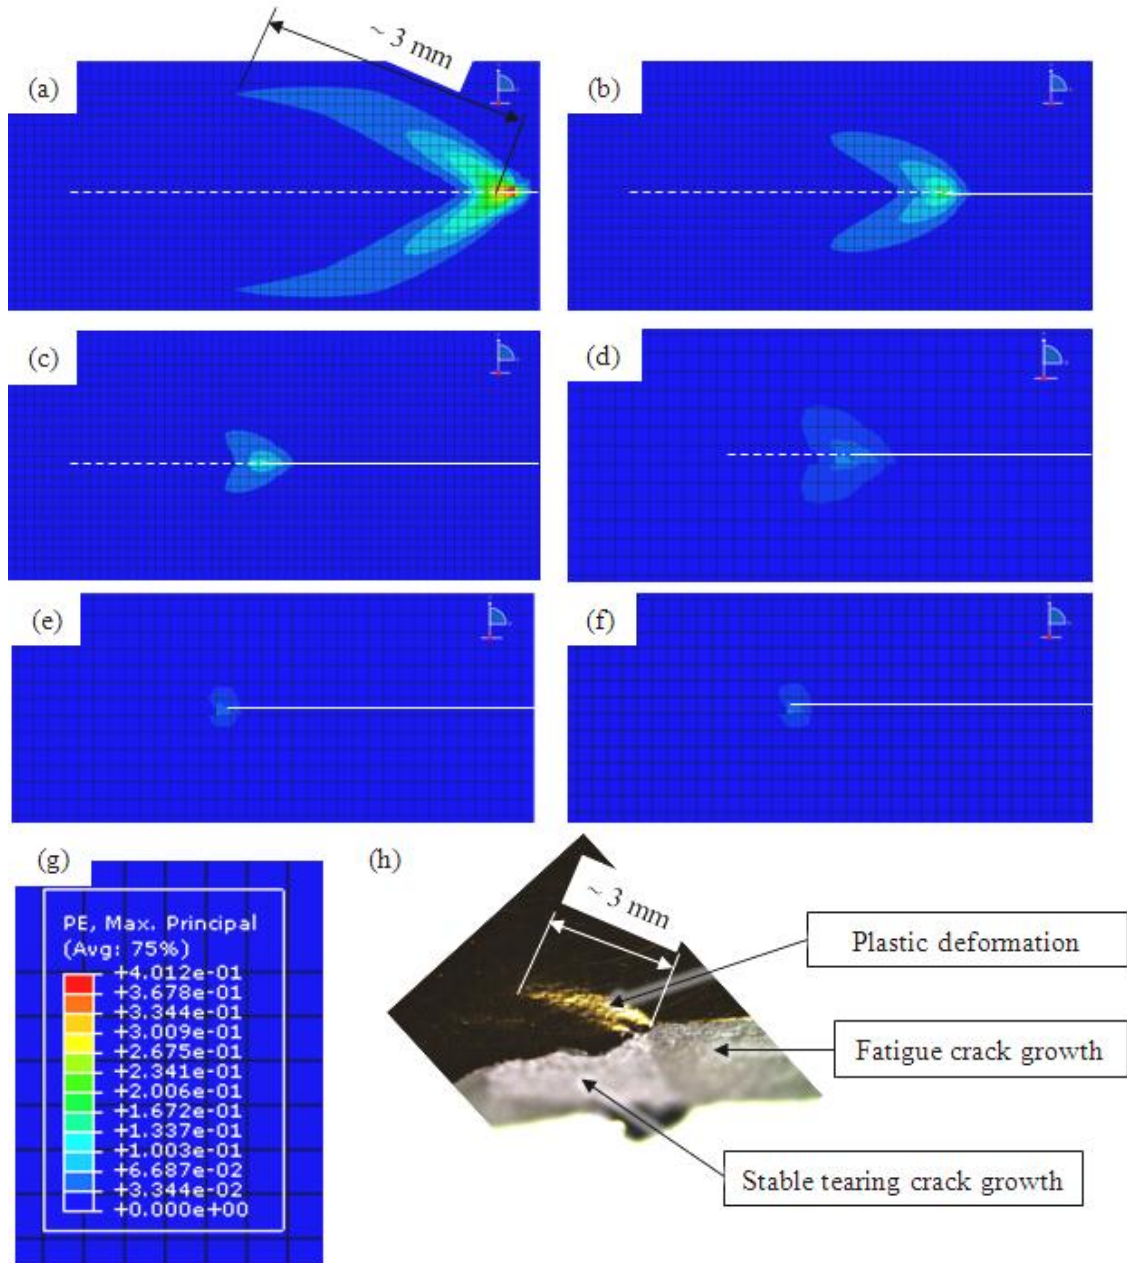 ~ 3 mm
(a)
(b)
(c)
(d)
(e)
(f)
(g)
PE, Max. Principal
(Avg: 75%)
+4.012e-01
+3.678e-01
+3.344e-01
+3.009e-01
+2.675e-01
+2.341e-01
+2.006e-01
+1.672e-01
+1.337e-01
+1.003e-01
+6.687e-02
+3.344e-02
+0.000e+00
(h)
~ 3 mm
Plastic deformation
Fatigue crack growth
Stable tearing crack growth